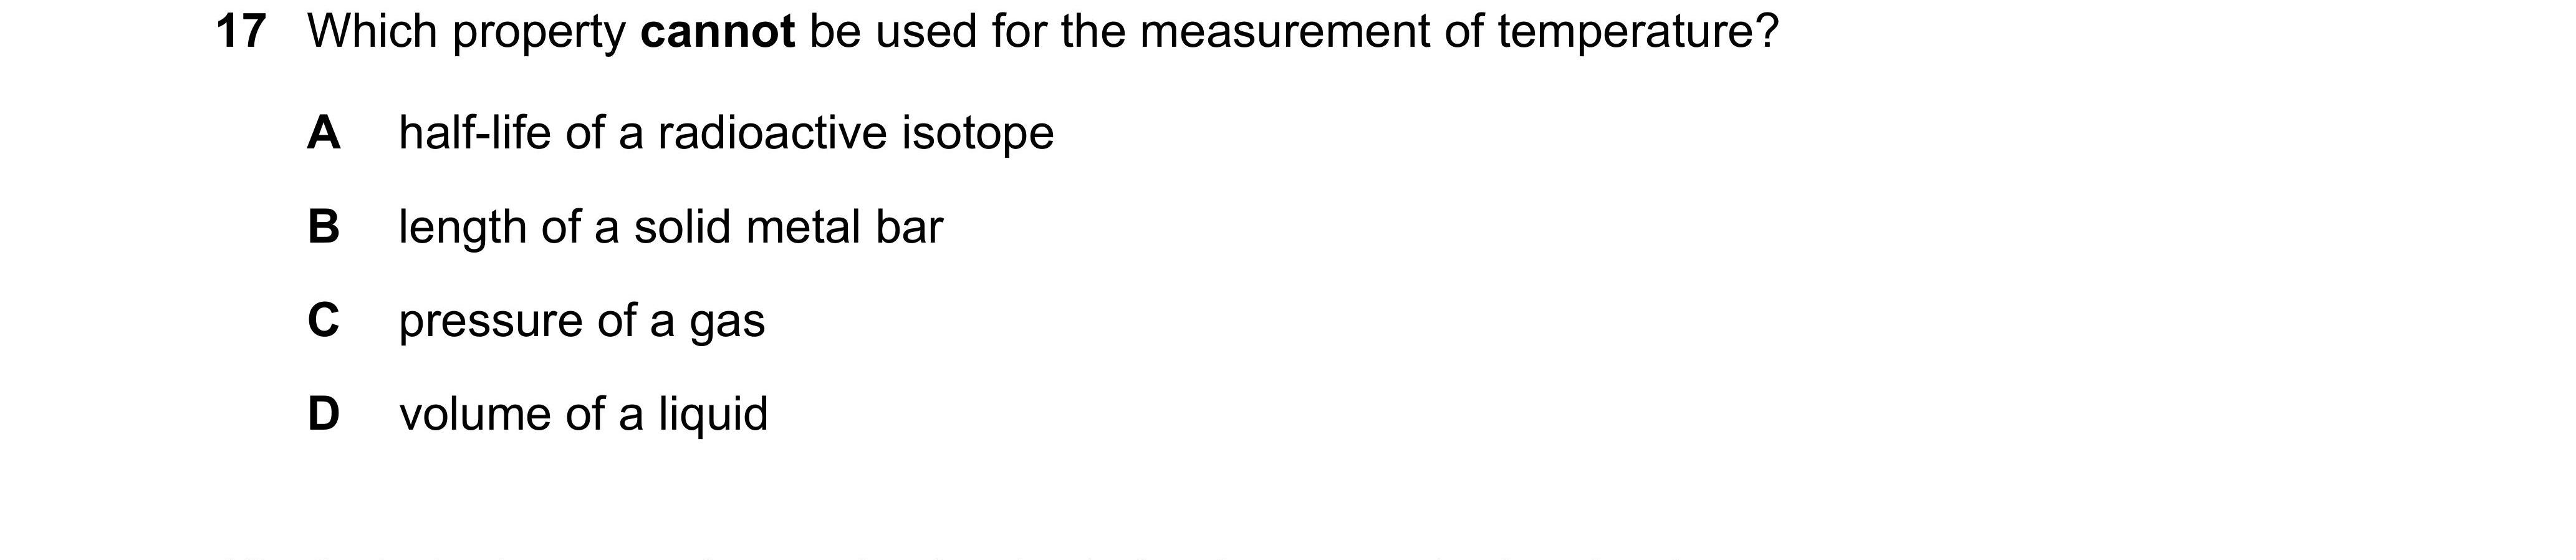 17 Which property cannot be used for the measurement of temperature?
A half-life of a radioactive isotope
B length of a solid metal bar
C pressure of a gas
D volume of a liquid